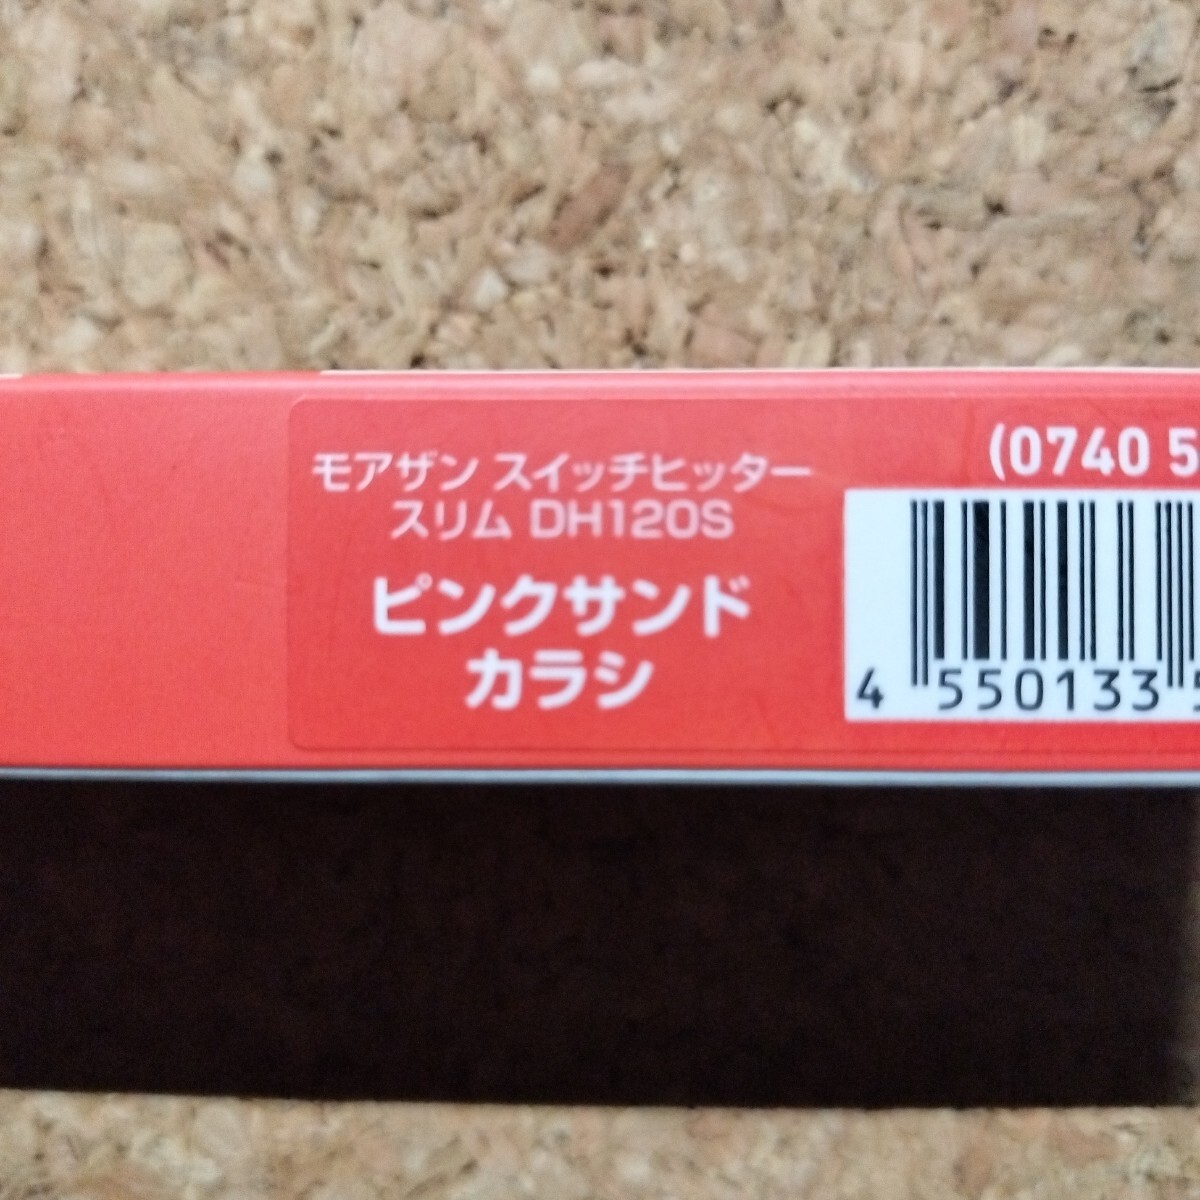 モアザン スイッチヒッター
スリム DH120S
ピンクサンド
カラシ
(0740 5
4 550133